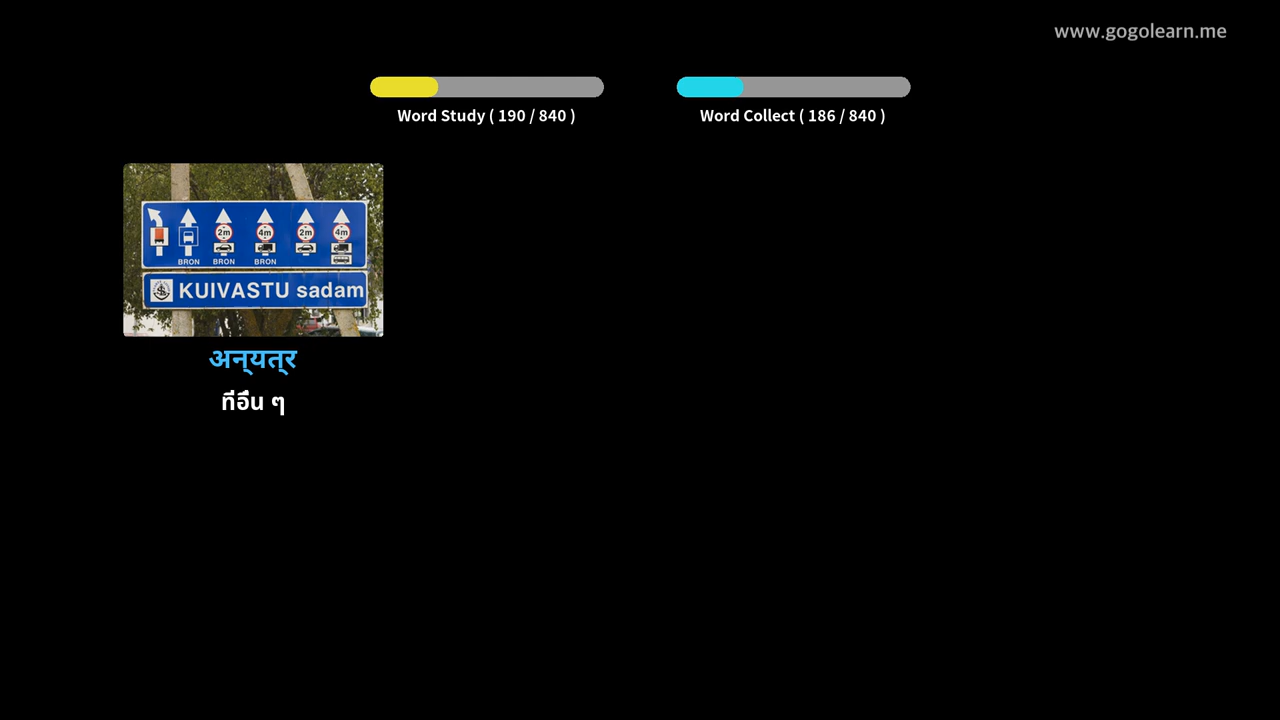 www.gogolearn.me
Word Study ( 190 / 840 )
Word Collect ( 186 / 840 )
2m
4m
2m
4m
BRON
BRON
BRON
KUIVASTU sadam
अन्यत्र
ที่อื่น ๆ